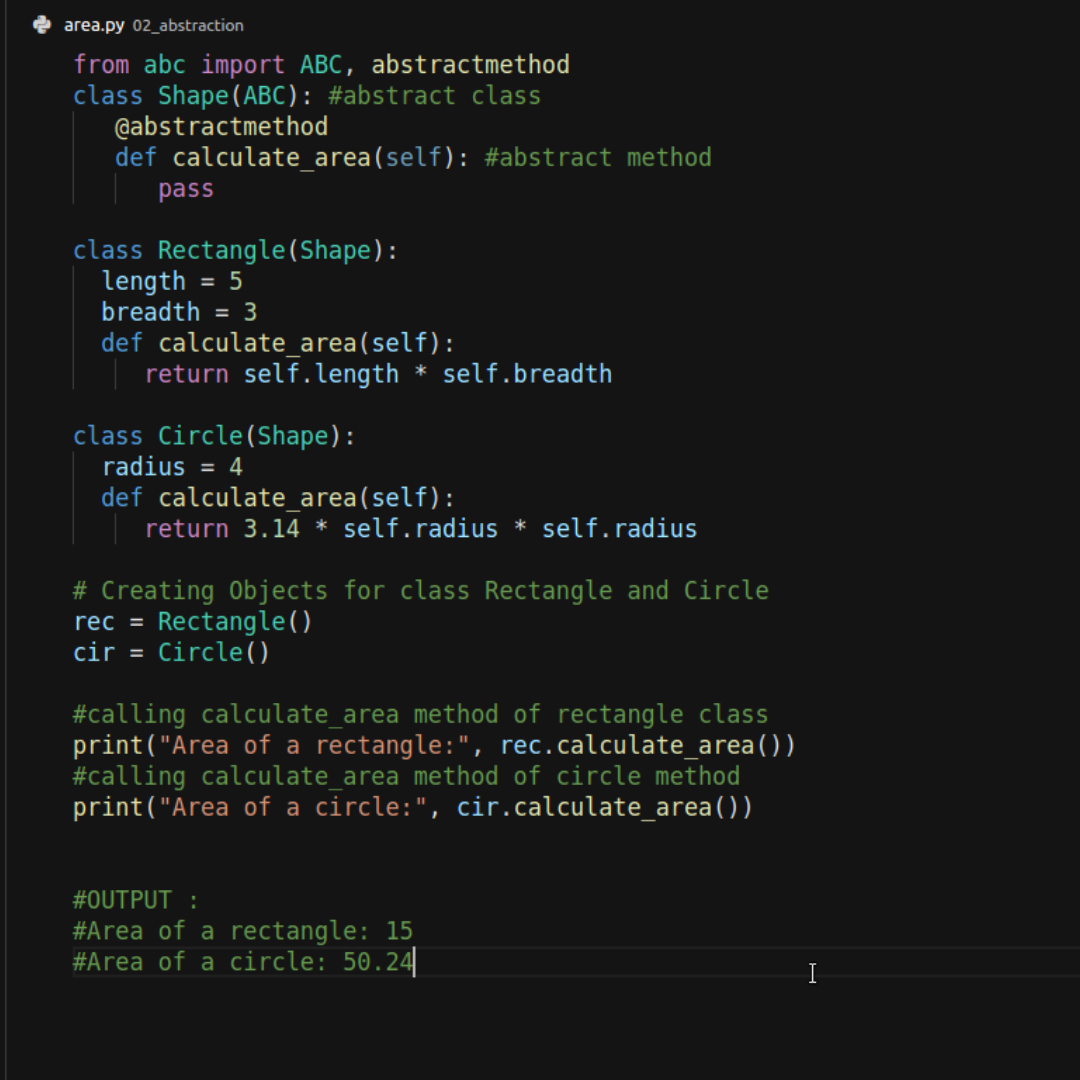 area.py 02_abstraction
from abc import ABC, abstractmethod
class Shape(ABC): #abstract class
   @abstractmethod
   def calculate_area(self): #abstract method
      pass

class Rectangle(Shape):
  length = 5
  breadth = 3
  def calculate_area(self):
     return self.length * self.breadth

class Circle(Shape):
  radius = 4
  def calculate_area(self):
     return 3.14 * self.radius * self.radius

# Creating Objects for class Rectangle and Circle
rec = Rectangle()
cir = Circle()

#calling calculate_area method of rectangle class
print("Area of a rectangle:", rec.calculate_area())
#calling calculate_area method of circle method
print("Area of a circle:", cir.calculate_area())


#OUTPUT :
#Area of a rectangle: 15
#Area of a circle: 50.24